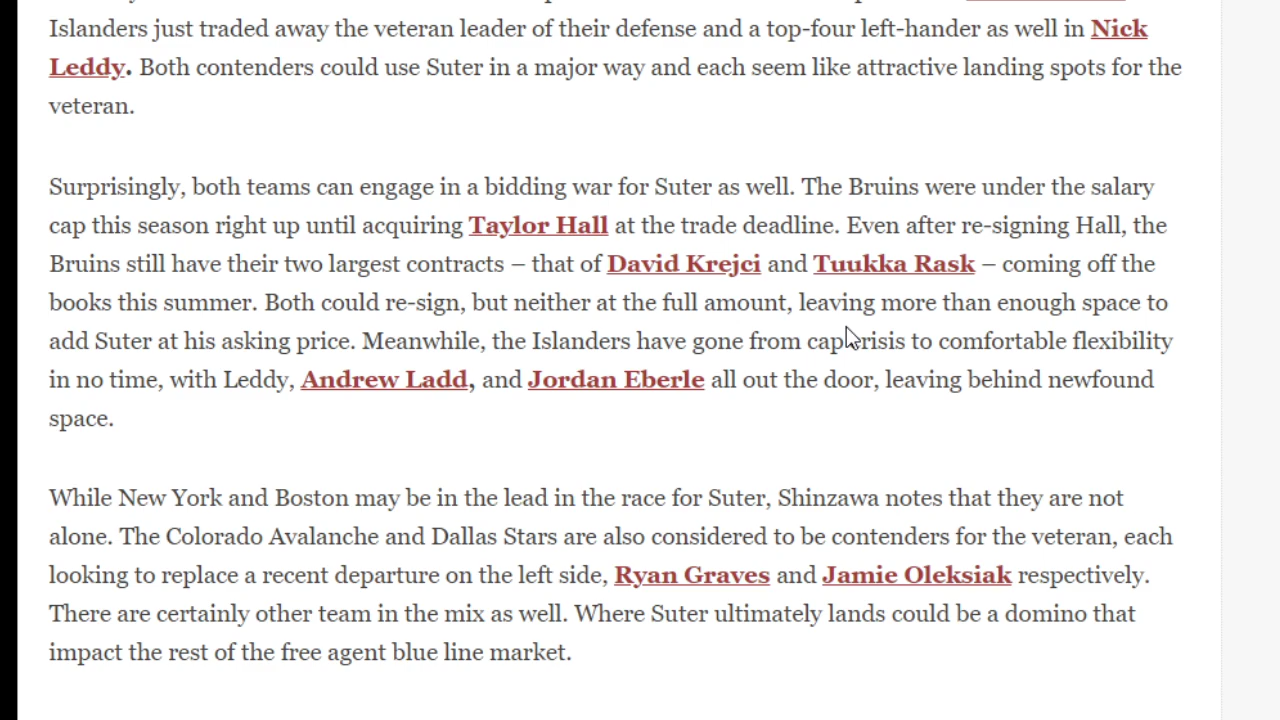 Islanders just traded away the veteran leader of their defense and a top-four left-hander as well in Nick
Leddy. Both contenders could use Suter in a major way and each seem like attractive landing spots for the
veteran.
Surprisingly, both teams can engage in a bidding war for Suter as well. The Bruins were under the salary
cap this season right up until acquiring Taylor Hall at the trade deadline. Even after re-signing Hall, the
Bruins still have their two largest contracts – that of David Krejci and Tuukka Rask – coming off the
books this summer. Both could re-sign, but neither at the full amount, leaving more than enough space to
add Suter at his asking price. Meanwhile, the Islanders have gone from cap crisis to comfortable flexibility
in no time, with Leddy, Andrew Ladd, and Jordan Eberle all out the door, leaving behind newfound
space.
While New York and Boston may be in the lead in the race for Suter, Shinzawa notes that they are not
alone. The Colorado Avalanche and Dallas Stars are also considered to be contenders for the veteran, each
looking to replace a recent departure on the left side, Ryan Graves and Jamie Oleksiak respectively.
There are certainly other team in the mix as well. Where Suter ultimately lands could be a domino that
impact the rest of the free agent blue line market.